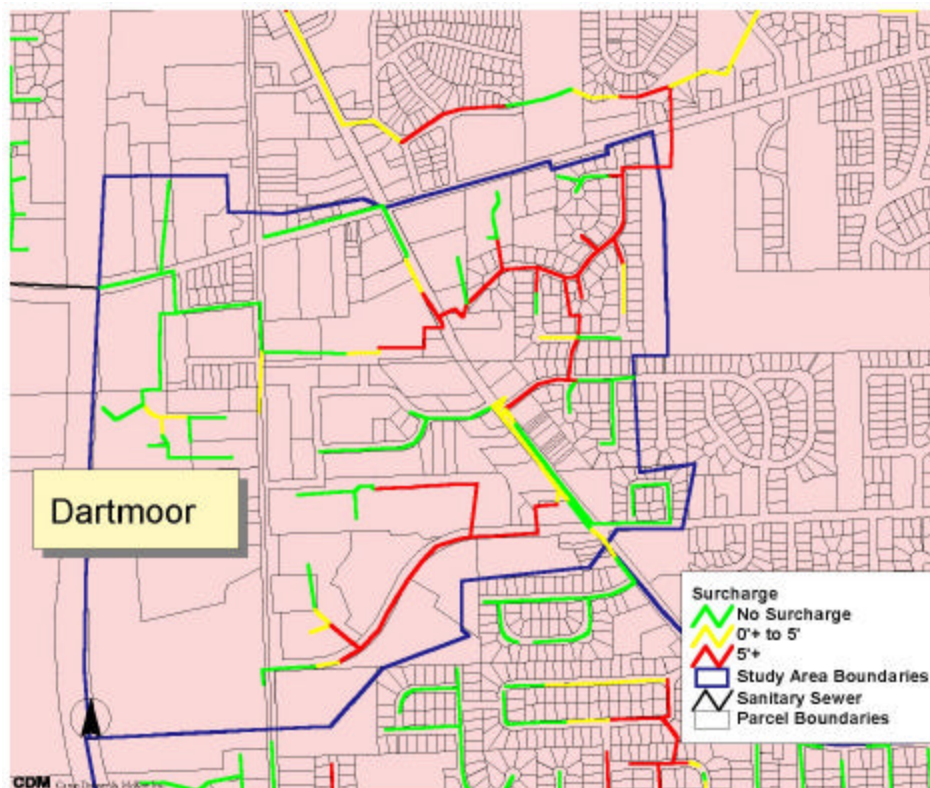 Dartmoor
Surcharge
No Surcharge
0'+ to 5'
5'+
Study Area Boundaries
Sanitary Sewer
Parcel Boundaries
CDM